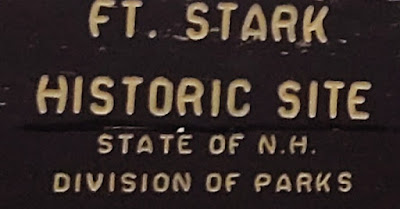 FT. STARK
HISTORIC SITE
STATE OF N.H.
DIVISION OF PARKS